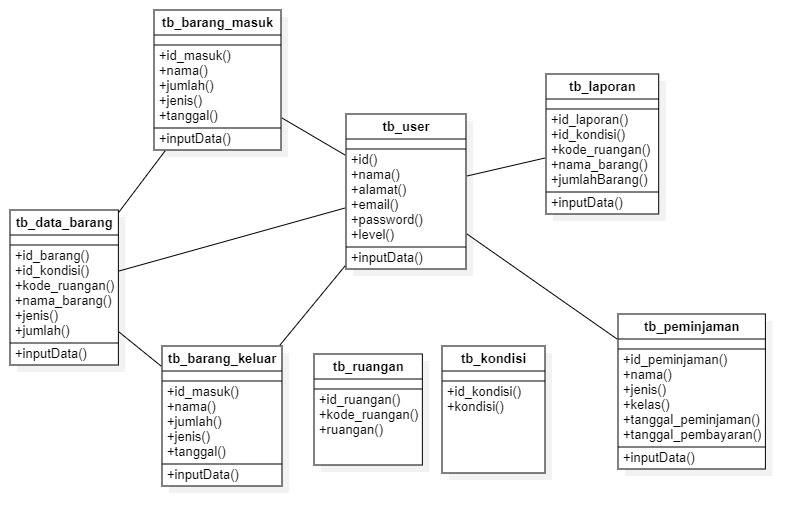 tb_barang_masuk
+id_masuk()
+nama()
+jumlah()
+jenis()
+tanggal()
+inputData()
tb_user
+id()
+nama()
+alamat()
+email()
+password()
+level()
+inputData()
tb_laporan
+id_laporan()
+id_kondisi()
+kode_ruangan()
+nama_barang()
+jumlahBarang()
+inputData()
tb_data_barang
+id_barang()
+id_kondisi()
+kode_ruangan()
+nama_barang()
+jenis()
+jumlah()
+inputData()
tb_barang_keluar
+id_masuk()
+nama()
+jumlah()
+jenis()
+tanggal()
+inputData()
tb_ruangan
+id_ruangan()
+kode_ruangan()
+ruangan()
tb_kondisi
+id_kondisi()
+kondisi()
tb_peminjaman
+id_peminjaman()
+nama()
+jenis()
+kelas()
+tanggal_peminjaman()
+tanggal_pembayaran()
+inputData()